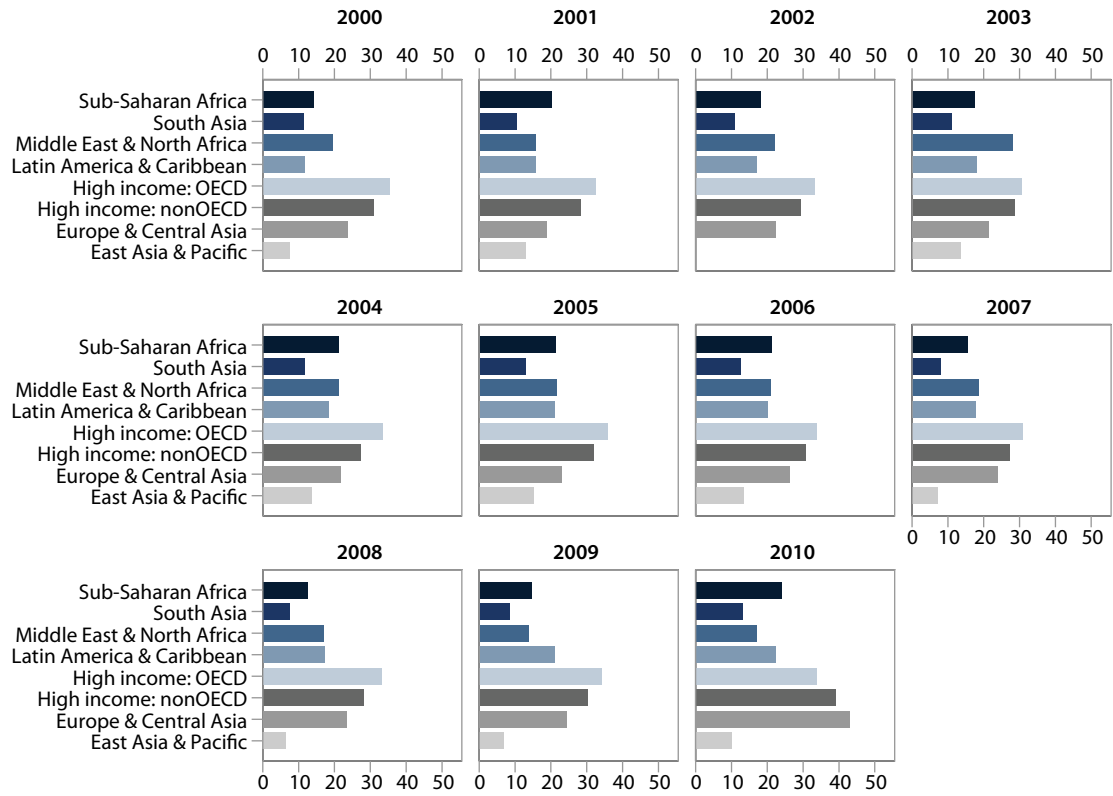 2000 2001 2002 2003
0 10 20 30 40 50 0 10 20 30 40 50 0 10 20 30 40 50 0 10 20 30 40 50
Sub-Saharan Africa
South Asia
Middle East & North Africa
Latin America & Caribbean
High income: OECD
High income: nonOECD
Europe & Central Asia
East Asia & Pacific
2004 2005 2006 2007
Sub-Saharan Africa
South Asia
Middle East & North Africa
Latin America & Caribbean
High income: OECD
High income: nonOECD
Europe & Central Asia
East Asia & Pacific
0 10 20 30 40 50
2008 2009 2010
Sub-Saharan Africa
South Asia
Middle East & North Africa
Latin America & Caribbean
High income: OECD
High income: nonOECD
Europe & Central Asia
East Asia & Pacific
0 10 20 30 40 50 0 10 20 30 40 50 0 10 20 30 40 50